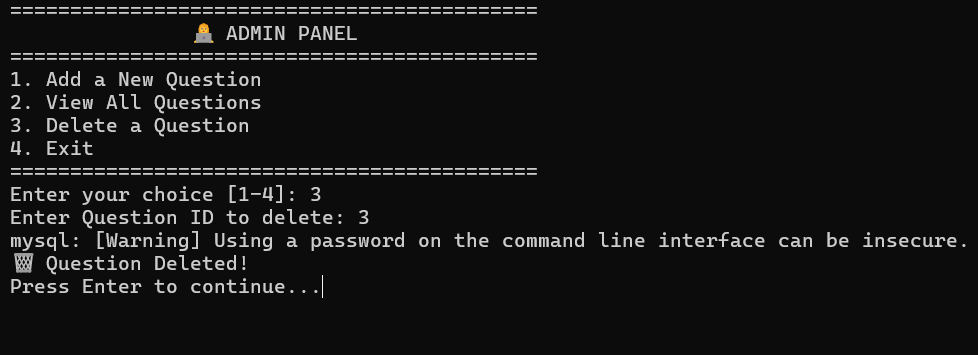 ============================================
🧑‍💻 ADMIN PANEL
============================================
1. Add a New Question
2. View All Questions
3. Delete a Question
4. Exit
============================================
Enter your choice [1-4]: 3
Enter Question ID to delete: 3
mysql: [Warning] Using a password on the command line interface can be insecure.
🗑️ Question Deleted!
Press Enter to continue...